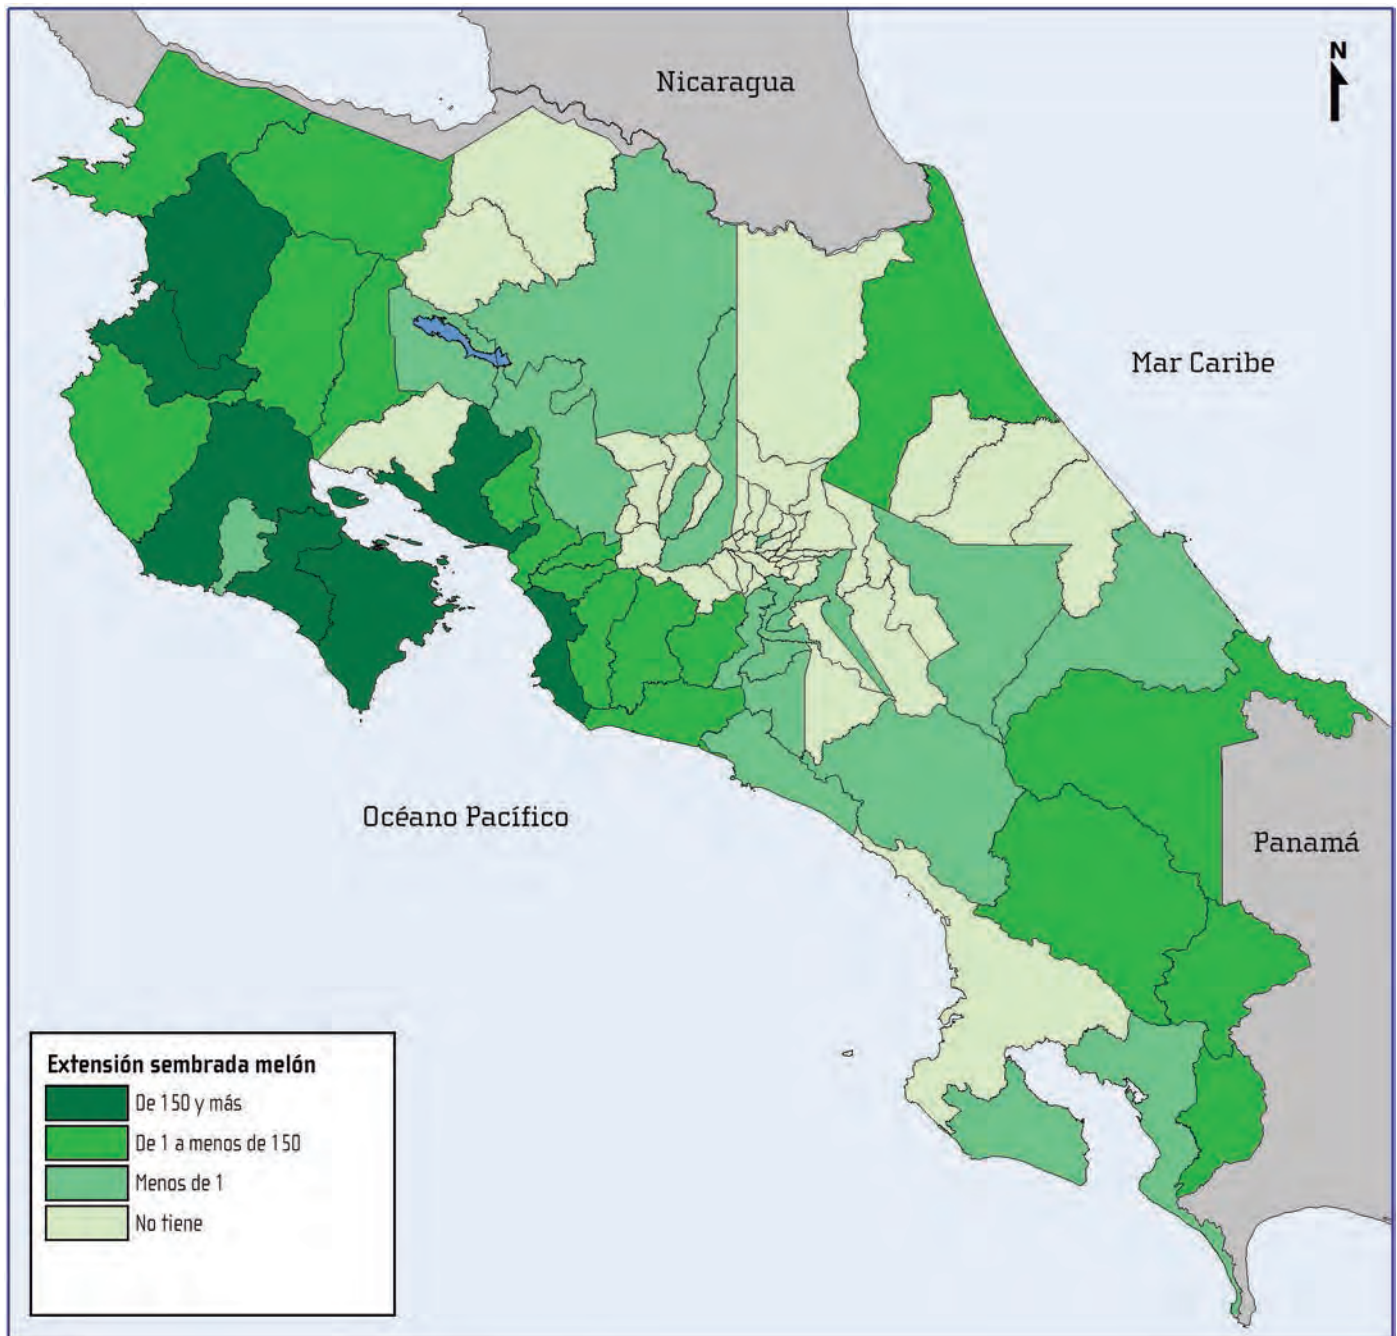 N
Nicaragua
Mar Caribe
Océano Pacífico
Panamá
Extensión sembrada melón
De 150 y más
De 1 a menos de 150
Menos de 1
No tiene